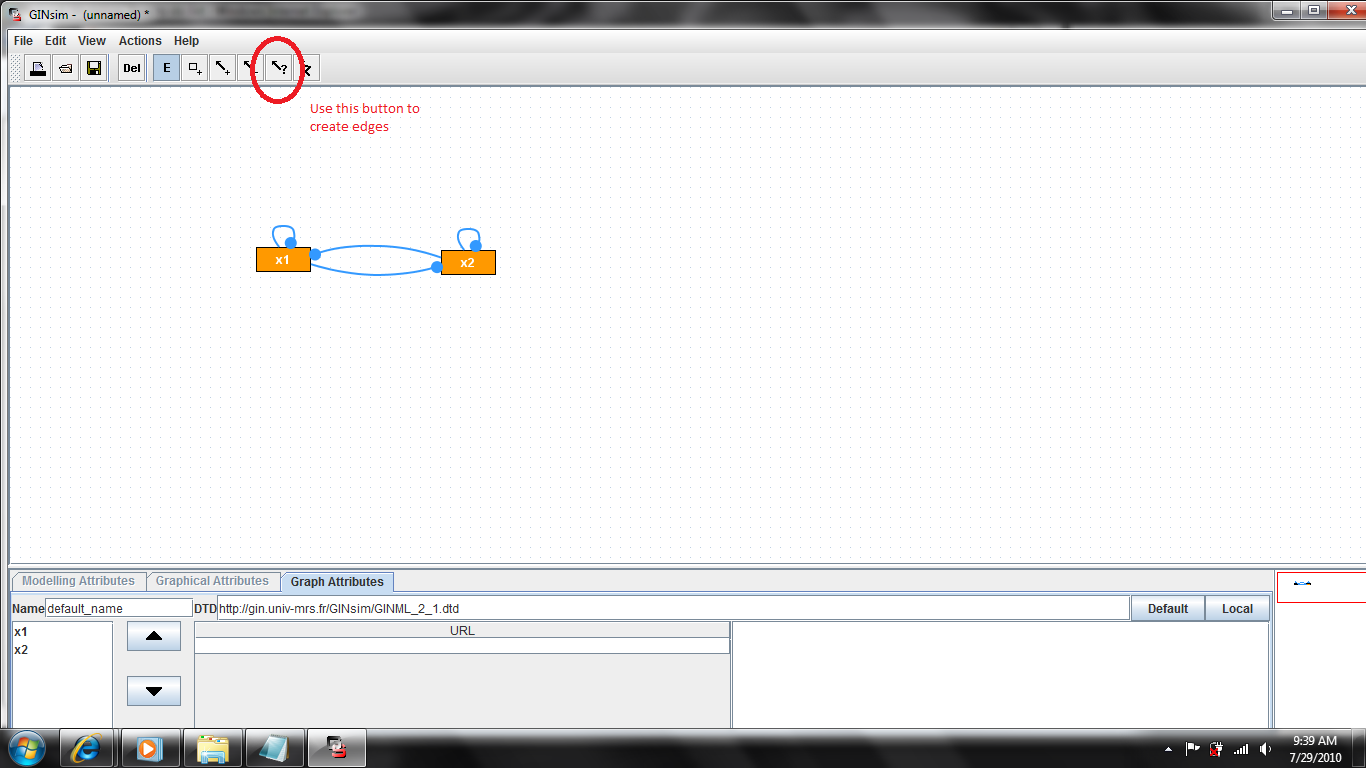 GINsim - (unnamed) *
File Edit View Actions Help
Del E + + - ?
Use this button to
create edges
x1 x2
Modelling Attributes Graphical Attributes Graph Attributes
Name default_name DTD http://gin.univ-mrs.fr/GINsim/GINML_2_1.dtd Default Local
x1 URL
x2
9:39 AM
7/29/2010